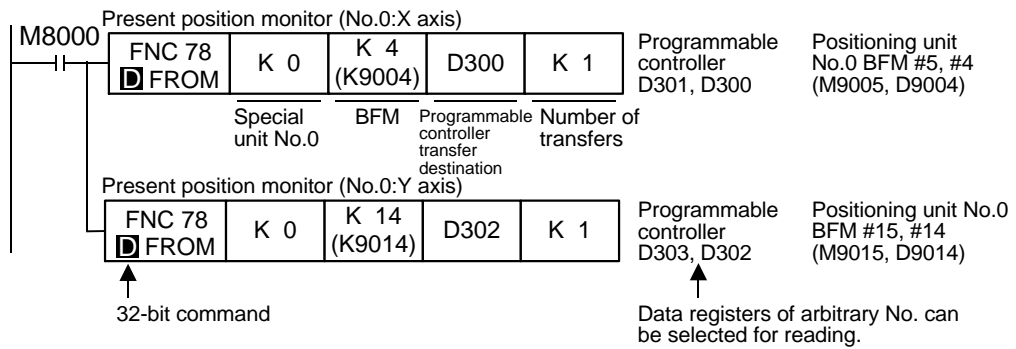 Present position monitor (No.0:X axis)
M8000
FNC 78
D FROM
K 0
K 4
(K9004)
D300
K 1
Programmable
controller
D301, D300
Positioning unit
No.0 BFM #5, #4
(M9005, D9004)
Special
unit No.0
BFM
Programmable
controller
transfer
destination
Number of
transfers
Present position monitor (No.0:Y axis)
FNC 78
D FROM
K 0
K 14
(K9014)
D302
K 1
Programmable
controller
D303, D302
Positioning unit No.0
BFM #15, #14
(M9015, D9014)
32-bit command
Data registers of arbitrary No. can
be selected for reading.